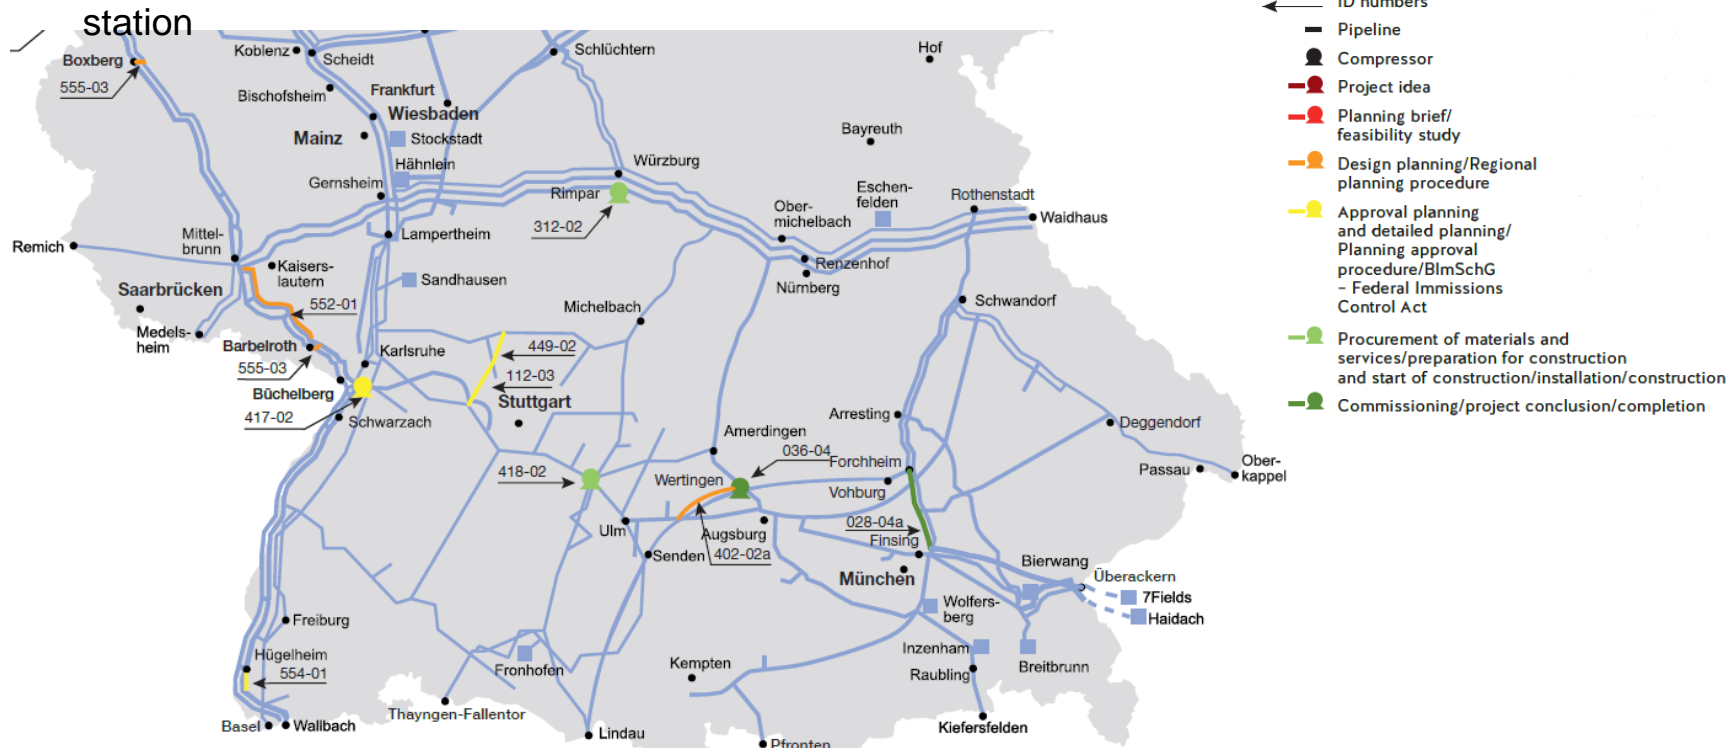 station
Boxberg
555-03
Koblenz
Scheidt
Bischofsheim
Frankfurt
Wiesbaden
Mainz
Stockstadt
Hähnlein
Gernsheim
Schlüchtern
Hof
Bayreuth
Würzburg
Rimpar
312-02
Eschen-
felden
Ober-
michelbach
Rothenstadt
Waidhaus
Remich
Mittel-
brunn
Lampertheim
Kaisers-
lautern
Saarbrücken
Sandhausen
Renzenhof
Nürnberg
552-01
Michelbach
Schwandorf
Medels-
heim
Barbelroth
555-03
Karlsruhe
449-02
112-03
Büchelberg
417-02
Schwarzach
Stuttgart
Arresting
Deggendorf
Amerdingen
036-04
Forchheim
Passau
Ober-
kappel
418-02
Wertingen
Vohburg
Ulm
Augsburg
028-04a
Finsing
Senden
402-02a
München
Bierwang
Überackern
7Fields
Haidach
Wolfers-
berg
Freiburg
Hügelheim
554-01
Fronhofen
Kempten
Inzenham
Breitbrunn
Raubling
Basel
Wallbach
Thayngen-Fallentor
Lindau
Kiefersfelden
Pfronten
ID numbers
Pipeline
Compressor
Project idea
Planning brief/
feasibility study
Design planning/Regional
planning procedure
Approval planning
and detailed planning/
Planning approval
procedure/BImSchG
– Federal Immissions
Control Act
Procurement of materials and
services/preparation for construction
and start of construction/installation/construction
Commissioning/project conclusion/completion